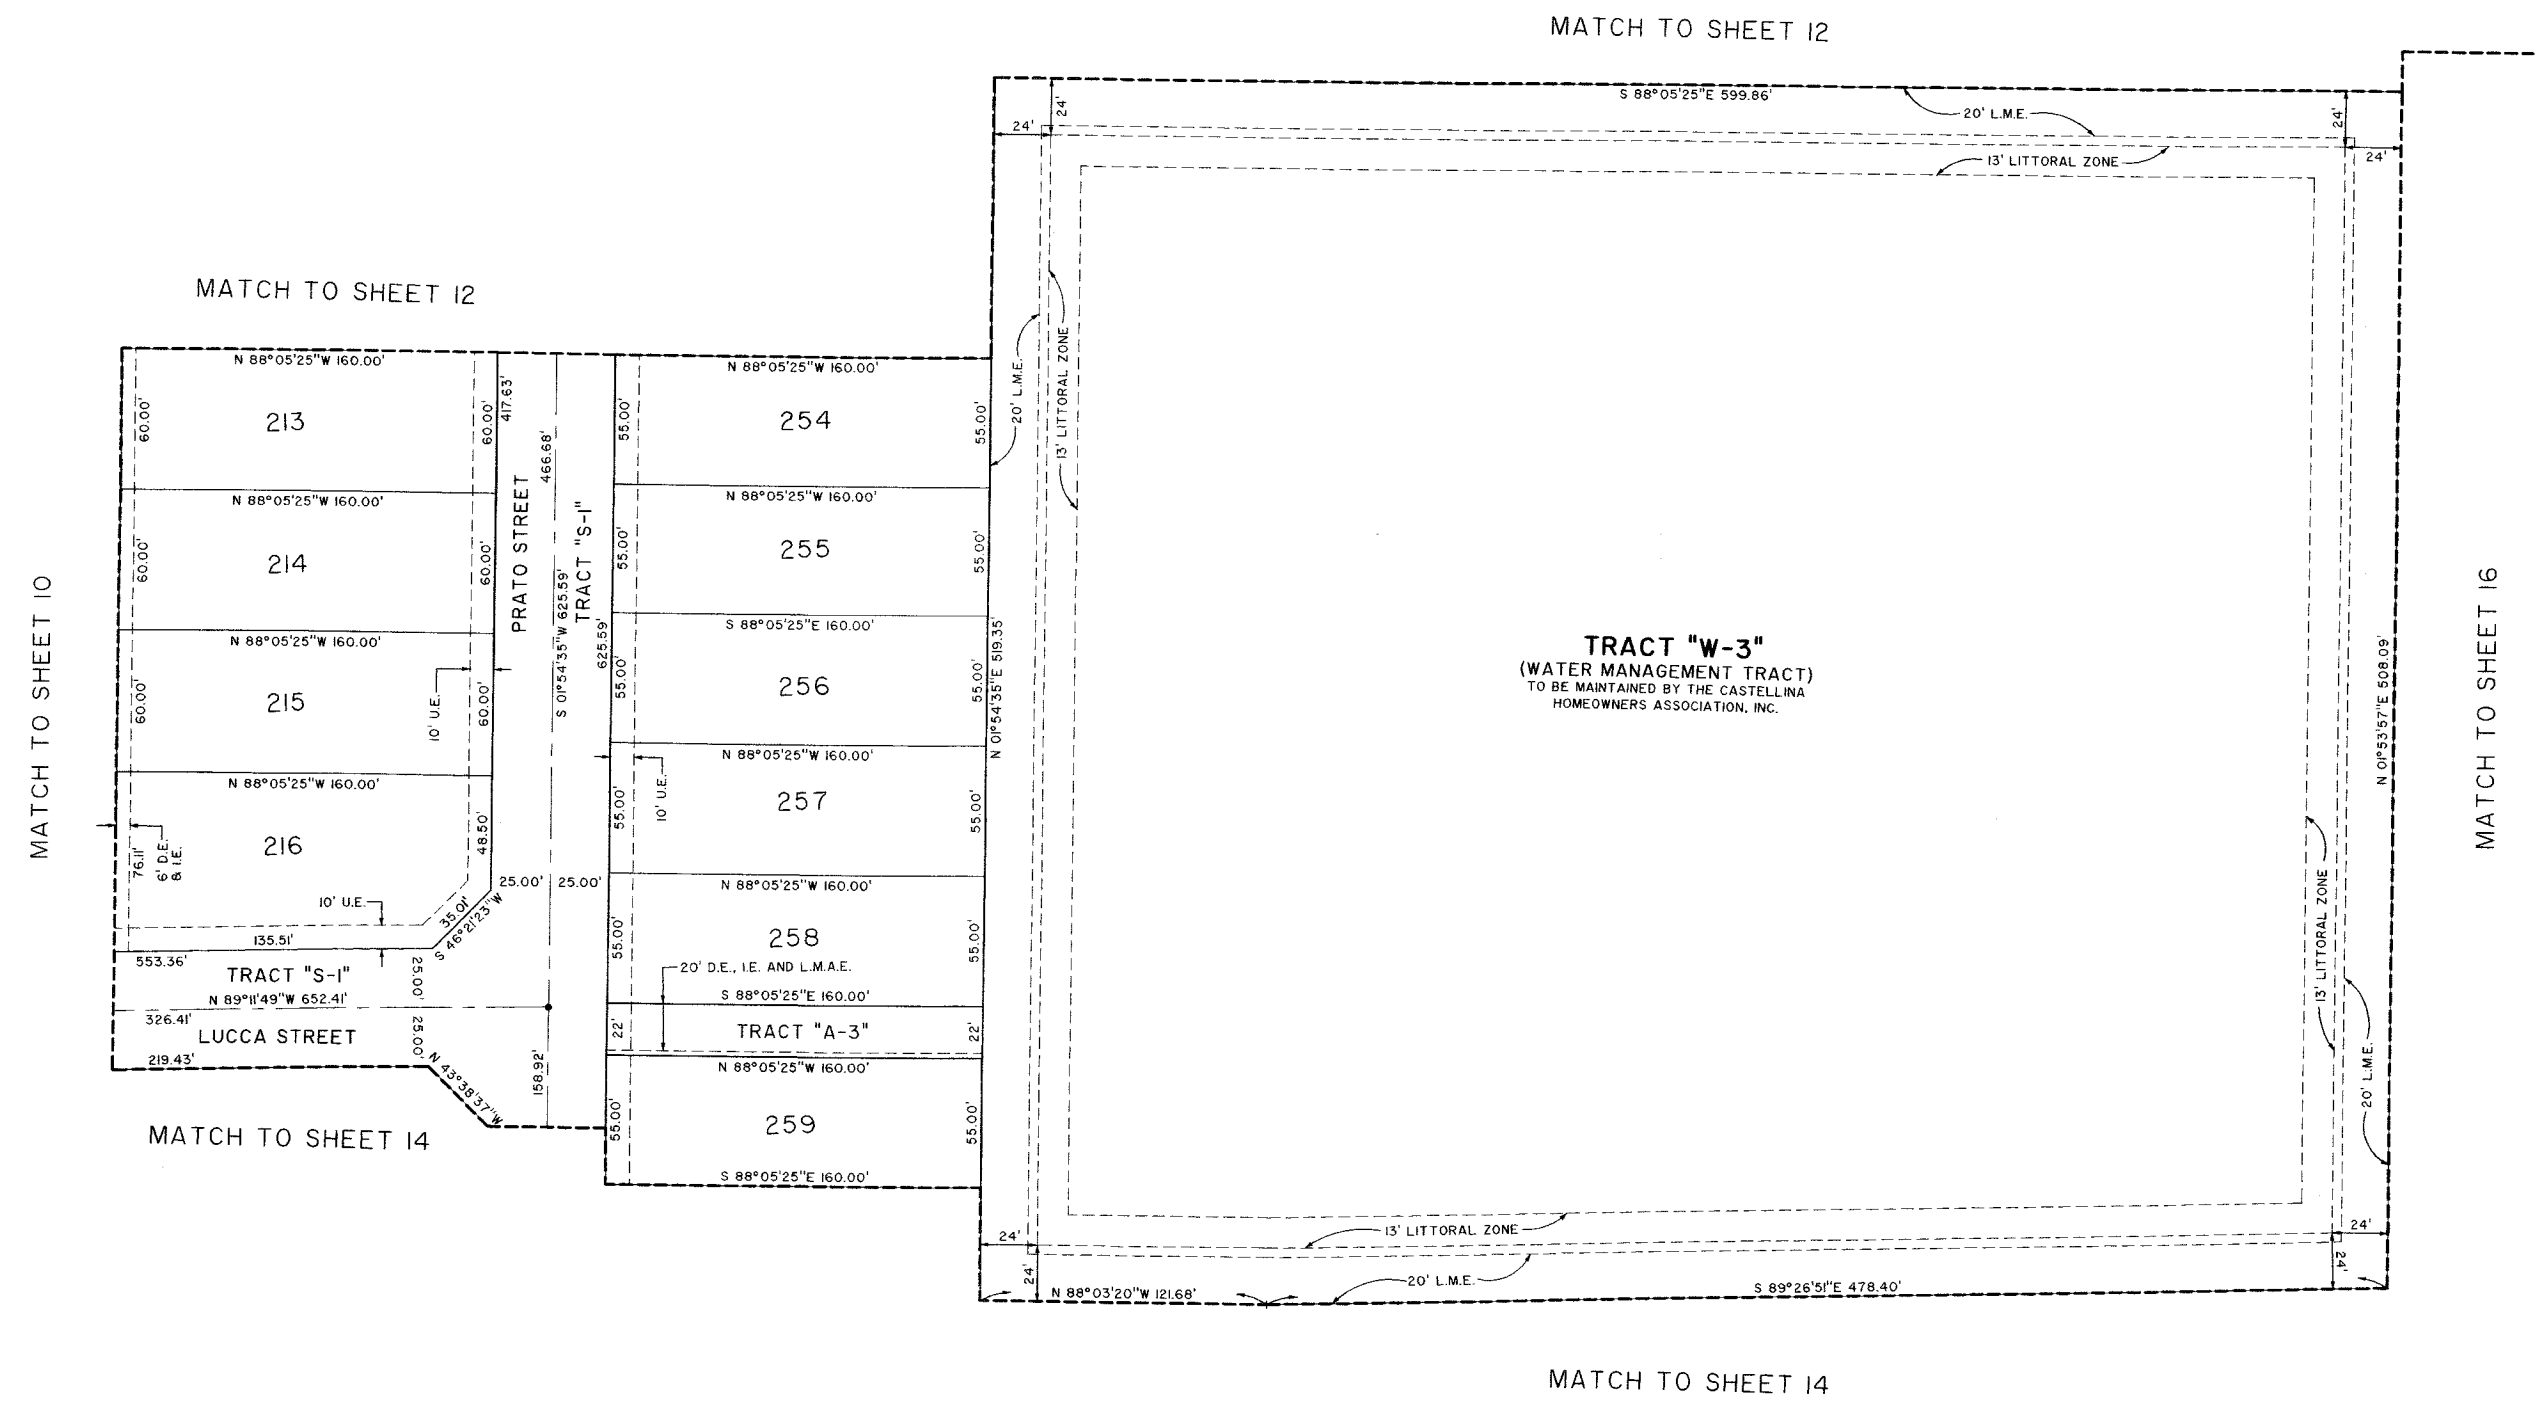 MATCH TO SHEET 12
S 88°05'25"E 599.86'
20' L.M.E.
24'
24'
24'
24'
13' LITTORAL ZONE
MATCH TO SHEET 12
N 88°05'25"W 160.00'
213
60.00'
60.00'
417.63'
466.68'
N 88°05'25"W 160.00'
214
60.00'
60.00'
PRATO STREET
TRACT "S-1"
S 01°54'35"W 625.59'
625.59'
N 88°05'25"W 160.00'
215
60.00'
60.00'
10' U.E.
N 88°05'25"W 160.00'
216
76.11'
6' D.E.
& I.E.
48.50'
10' U.E.
35.01'
S 46°21'23"W
135.51'
25.00'
25.00'
553.36'
TRACT "S-1"
25.00'
N 89°11'49"W 652.41'
326.41'
LUCCA STREET
25.00'
219.43'
N 43°38'37"W
158.92'
MATCH TO SHEET 14
MATCH TO SHEET 10
N 88°05'25"W 160.00'
254
55.00'
55.00'
N 88°05'25"W 160.00'
255
55.00'
55.00'
S 88°05'25"E 160.00'
256
55.00'
55.00'
N 88°05'25"W 160.00'
257
55.00'
55.00'
10' U.E.
N 88°05'25"W 160.00'
258
55.00'
55.00'
20' D.E., I.E. AND L.M.A.E.
S 88°05'25"E 160.00'
22'
TRACT "A-3"
22'
N 88°05'25"W 160.00'
259
55.00'
55.00'
S 88°05'25"E 160.00'
N 01°54'35"E 519.35'
20' L.M.E.
13' LITTORAL ZONE
TRACT "W-3"
(WATER MANAGEMENT TRACT)
TO BE MAINTAINED BY THE CASTELLINA
HOMEOWNERS ASSOCIATION, INC.
N 01°53'57"E 508.09'
13' LITTORAL ZONE
20' L.M.E.
MATCH TO SHEET 16
13' LITTORAL ZONE
24'
24'
24'
24'
20' L.M.E.
N 88°03'20"W 121.68'
S 89°26'51"E 478.40'
MATCH TO SHEET 14